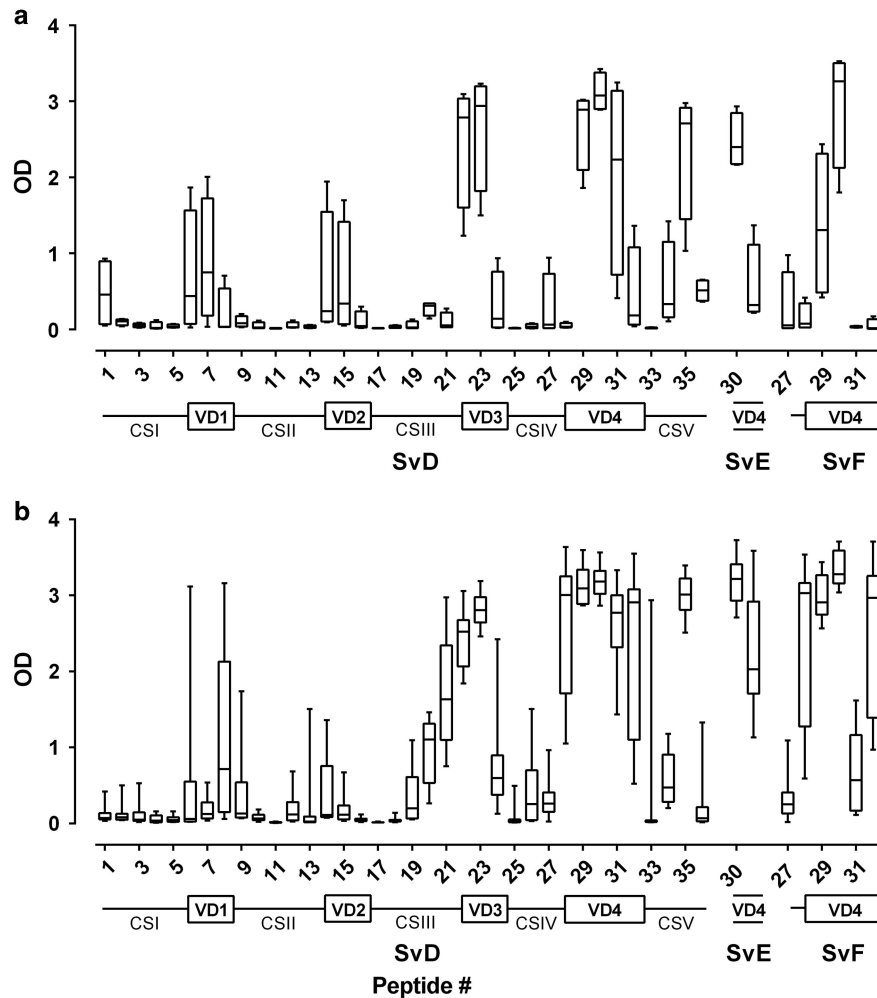 a
4
3
2
1
0
OD
1 3 5 7 9 11 13 15 17 19 21 23 25 27 29 31 33 35 30 27 29 31
CSI VD1 CSII VD2 CSIII VD3 CSIV VD4 CSV VD4 VD4
SvD SvE SvF
b
4
3
2
1
0
OD
1 3 5 7 9 11 13 15 17 19 21 23 25 27 29 31 33 35 30 27 29 31
CSI VD1 CSII VD2 CSIII VD3 CSIV VD4 CSV VD4 VD4
SvD SvE SvF
Peptide #